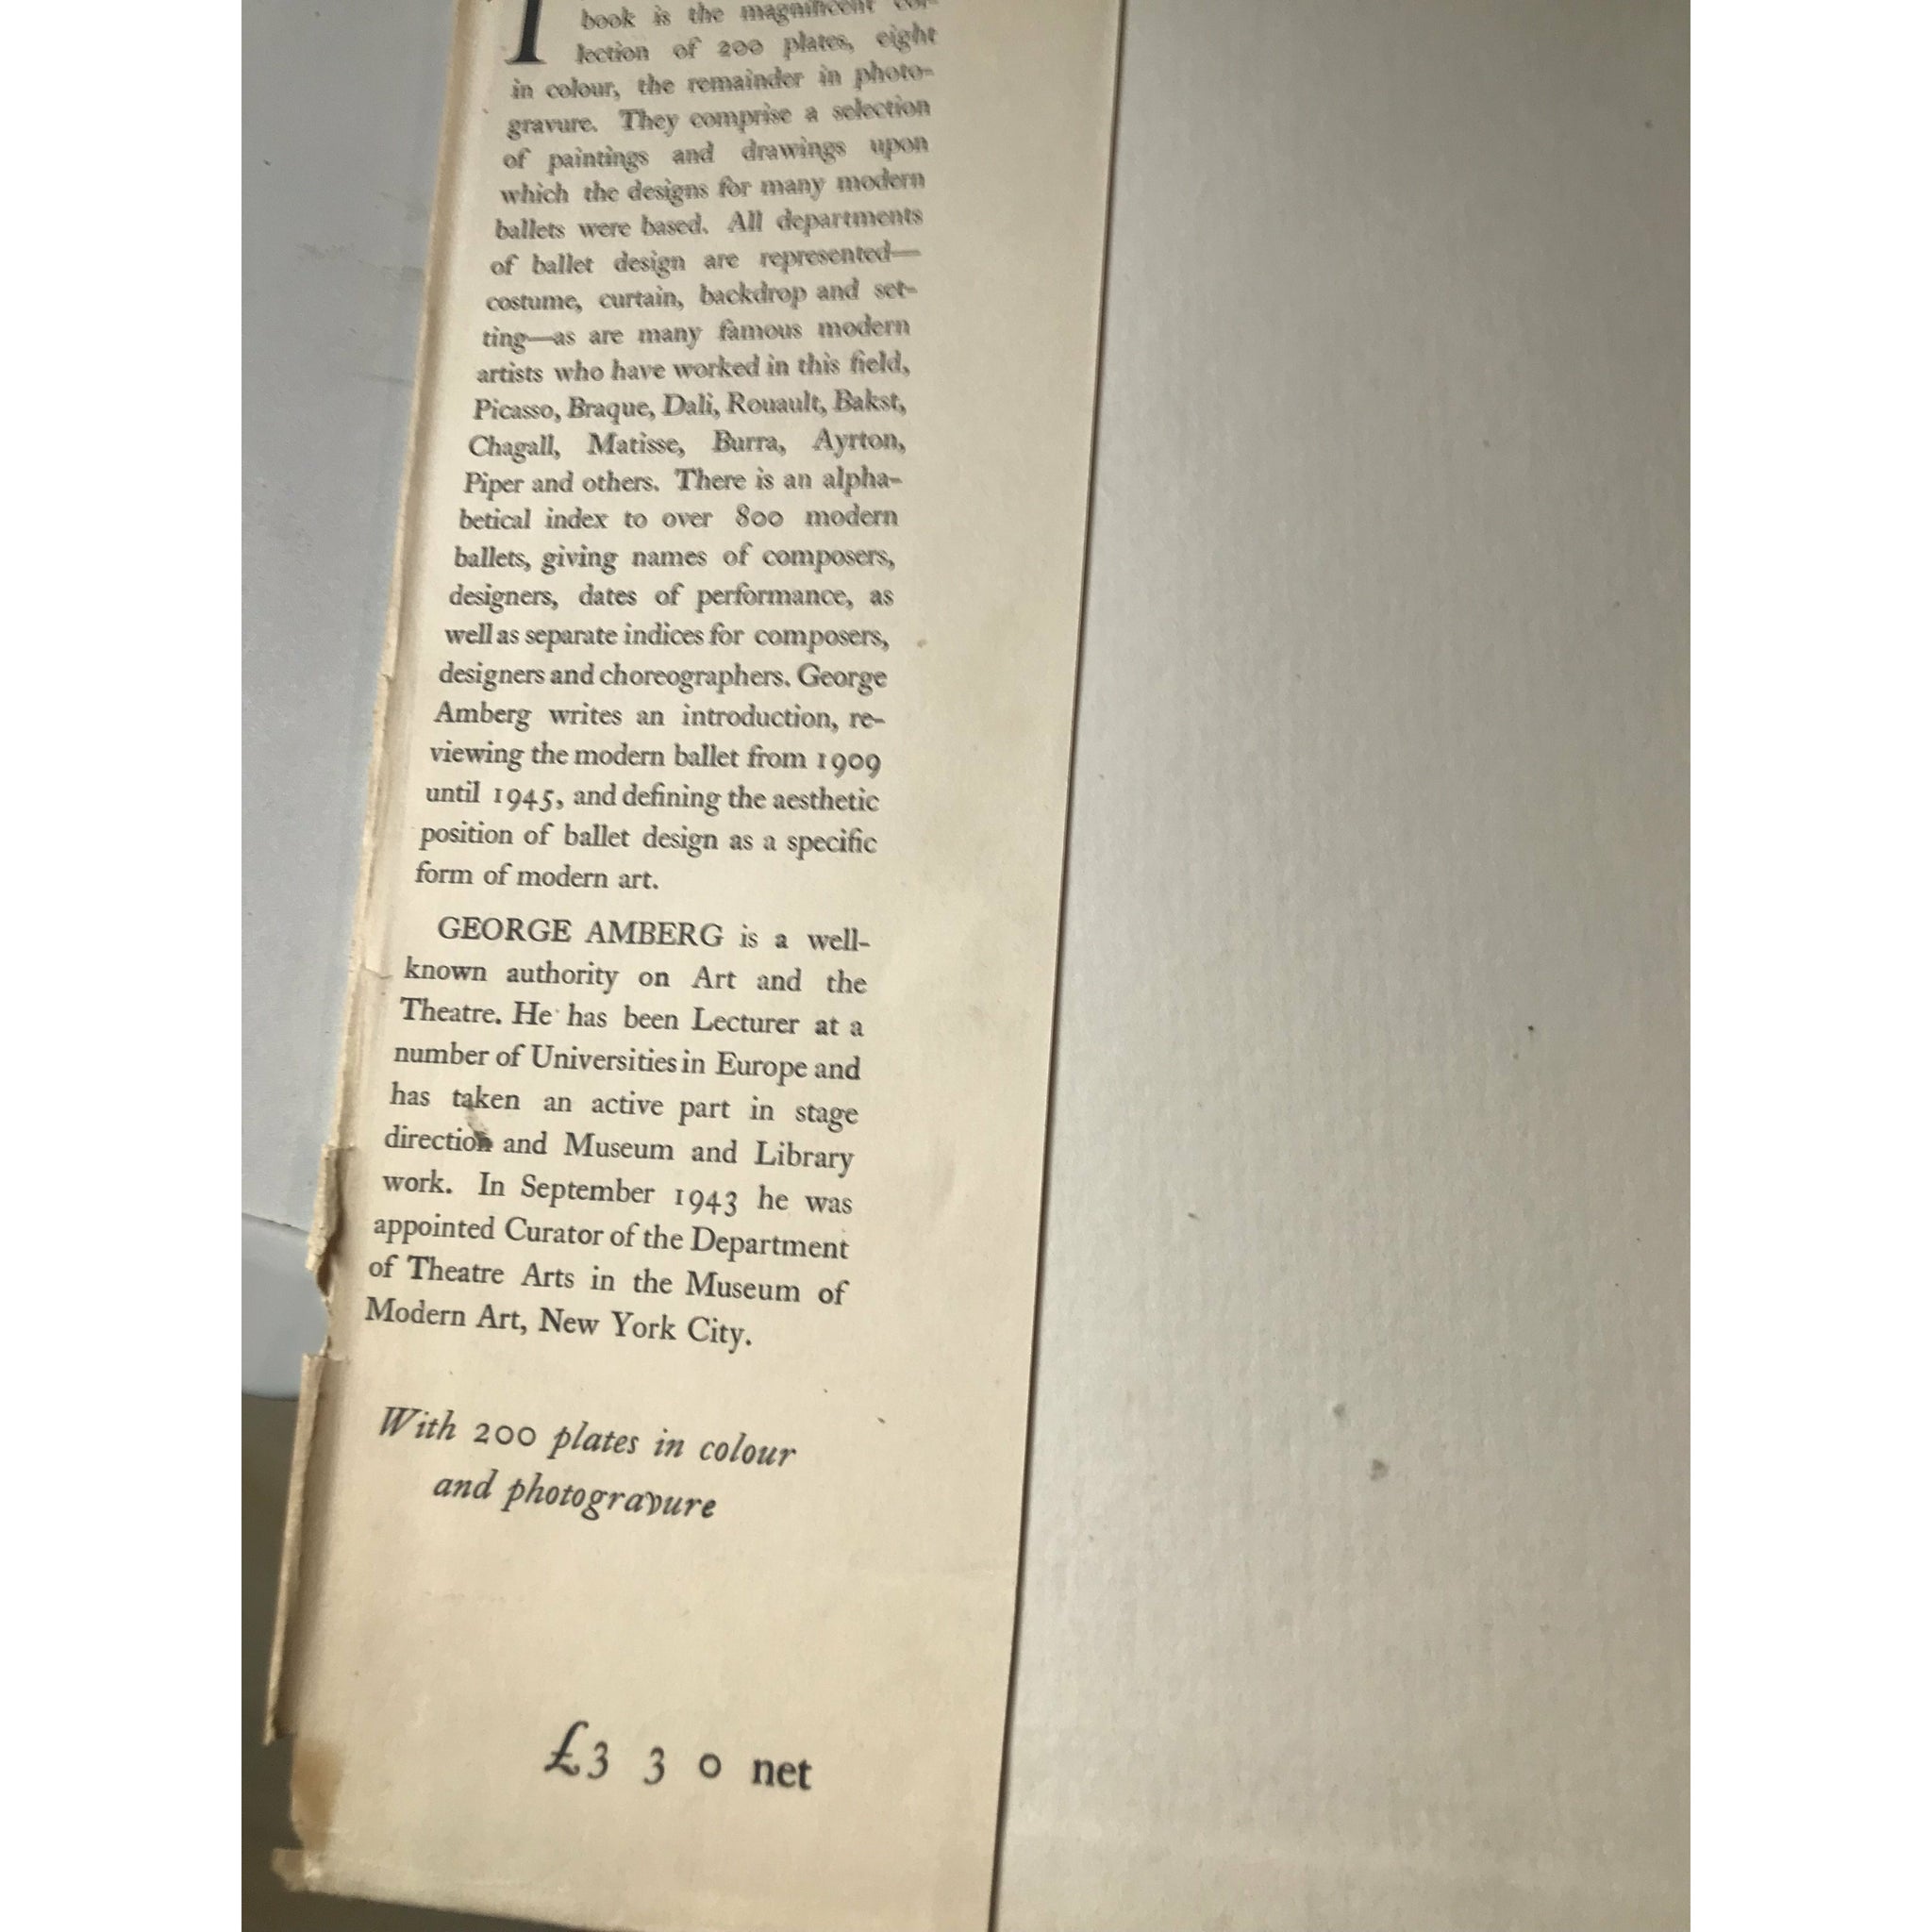 book is the magnificent col-
lection of 200 plates, eight
in colour, the remainder in photo-
gravure. They comprise a selection
of paintings and drawings upon
which the designs for many modern
ballets were based. All departments
of ballet design are represented—
costume, curtain, backdrop and set-
ting—as are many famous modern
artists who have worked in this field,
Picasso, Braque, Dali, Rouault, Bakst,
Chagall, Matisse, Burra, Ayrton,
Piper and others. There is an alpha-
betical index to over 800 modern
ballets, giving names of composers,
designers, dates of performance, as
well as separate indices for composers,
designers and choreographers. George
Amberg writes an introduction, re-
viewing the modern ballet from 1909
until 1945, and defining the aesthetic
position of ballet design as a specific
form of modern art.
GEORGE AMBERG is a well-
known authority on Art and the
Theatre. He has been Lecturer at a
number of Universities in Europe and
has taken an active part in stage
direction and Museum and Library
work. In September 1943 he was
appointed Curator of the Department
of Theatre Arts in the Museum of
Modern Art, New York City.
With 200 plates in colour
and photogravure
£3 3 0 net